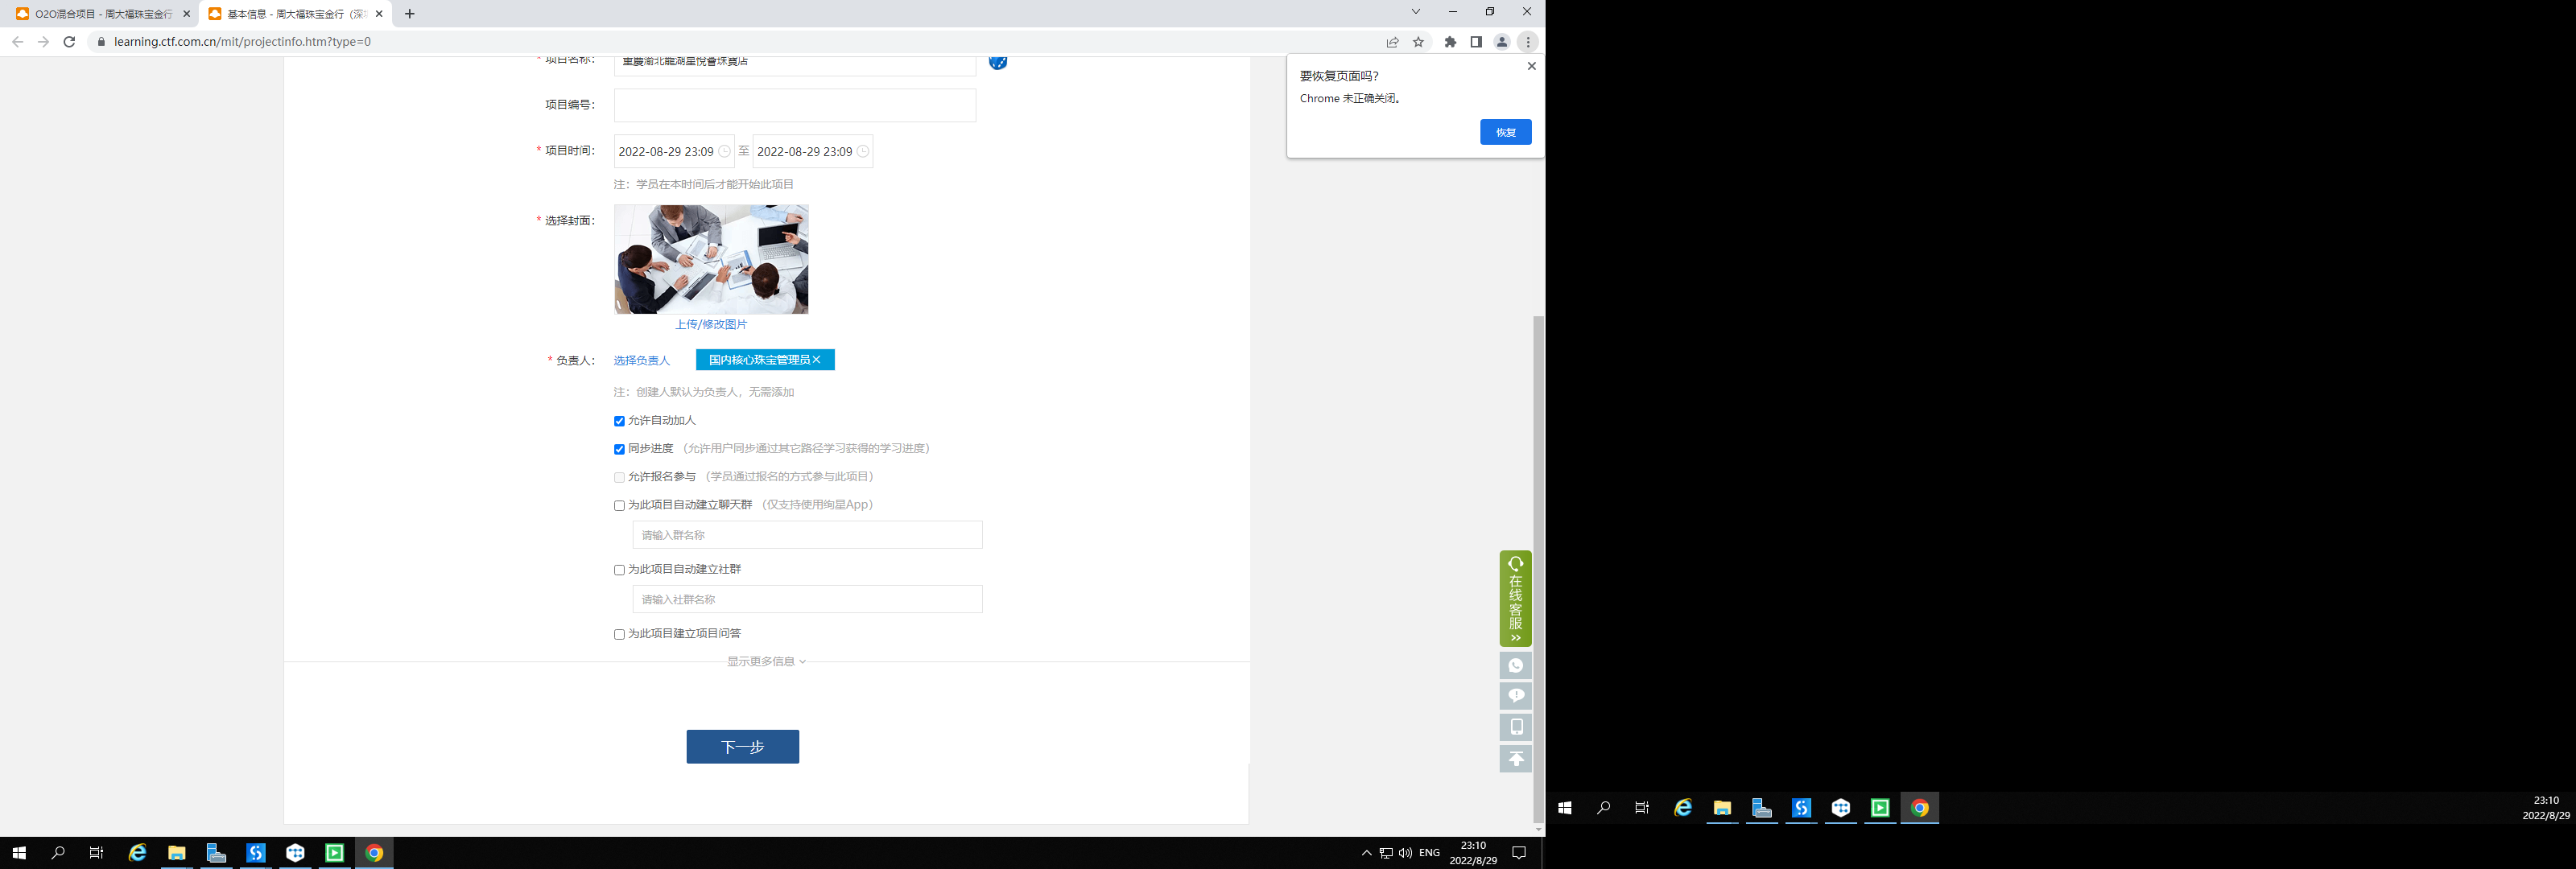 O2O混合项目 - 周大福珠宝金行
基本信息 - 周大福珠宝金行（深
learning.ctf.com.cn/mit/projectinfo.htm?type=0
要恢复页面吗？
Chrome 未正确关闭。
恢复
* 项目名称： 重慶渝北龍湖星悅薈珠寶店
项目编号：
* 项目时间： 2022-08-29 23:09 至 2022-08-29 23:09
注：学员在本时间后才能开始此项目
* 选择封面：
上传/修改图片
* 负责人： 选择负责人 国内核心珠宝管理员×
注：创建人默认为负责人，无需添加
允许自动加人
同步进度 （允许用户同步通过其它路径学习获得的学习进度）
允许报名参与 （学员通过报名的方式参与此项目）
为此项目自动建立聊天群 （仅支持使用绚星App）
请输入群名称
为此项目自动建立社群
请输入社群名称
为此项目建立项目问答
显示更多信息
下一步
在线客服
ENG
23:10
2022/8/29
23:10
2022/8/29